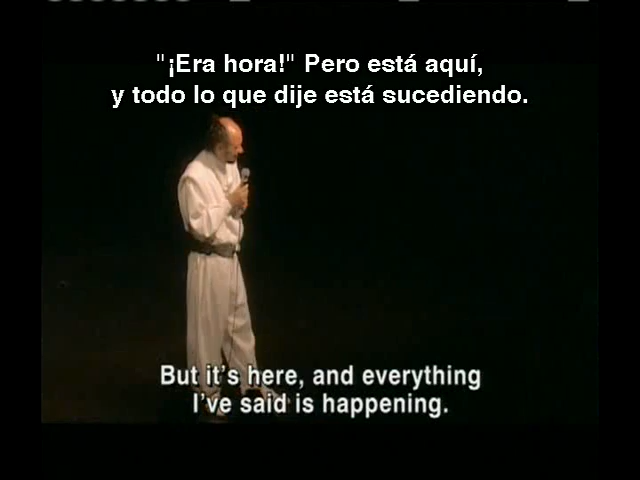 "¡Era hora!" Pero está aquí,
y todo lo que dije está sucediendo.
But it's here, and everything
I've said is happening.